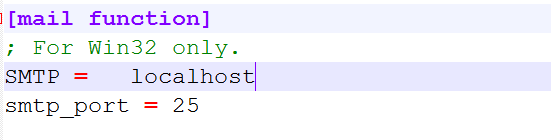 [mail function]
; For Win32 only.
SMTP =   localhost
smtp_port = 25